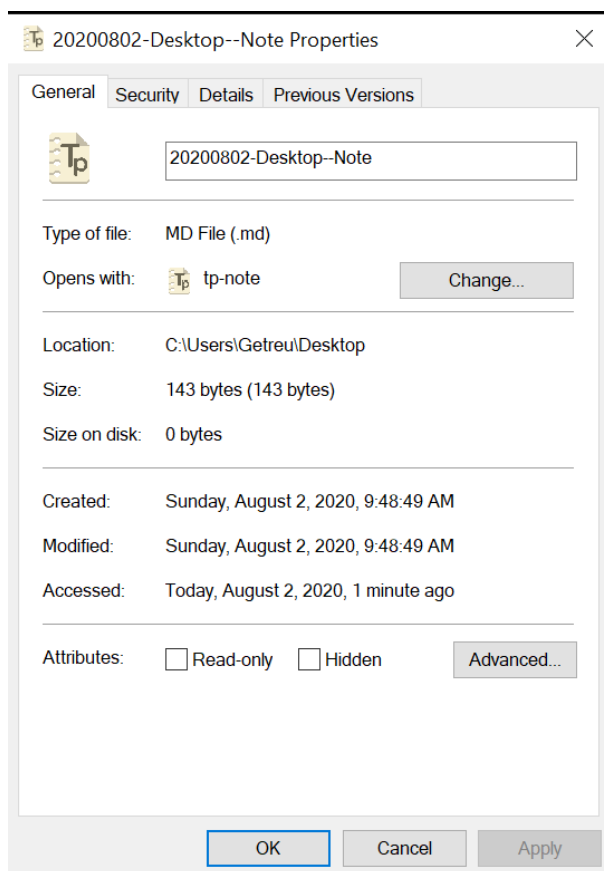 20200802-Desktop--Note Properties
General Security Details Previous Versions
Tp 20200802-Desktop--Note
Type of file: MD File (.md)
Opens with: Tp tp-note Change...
Location: C:\Users\Getreu\Desktop
Size: 143 bytes (143 bytes)
Size on disk: 0 bytes
Created: Sunday, August 2, 2020, 9:48:49 AM
Modified: Sunday, August 2, 2020, 9:48:49 AM
Accessed: Today, August 2, 2020, 1 minute ago
Attributes: Read-only Hidden Advanced...
OK Cancel Apply